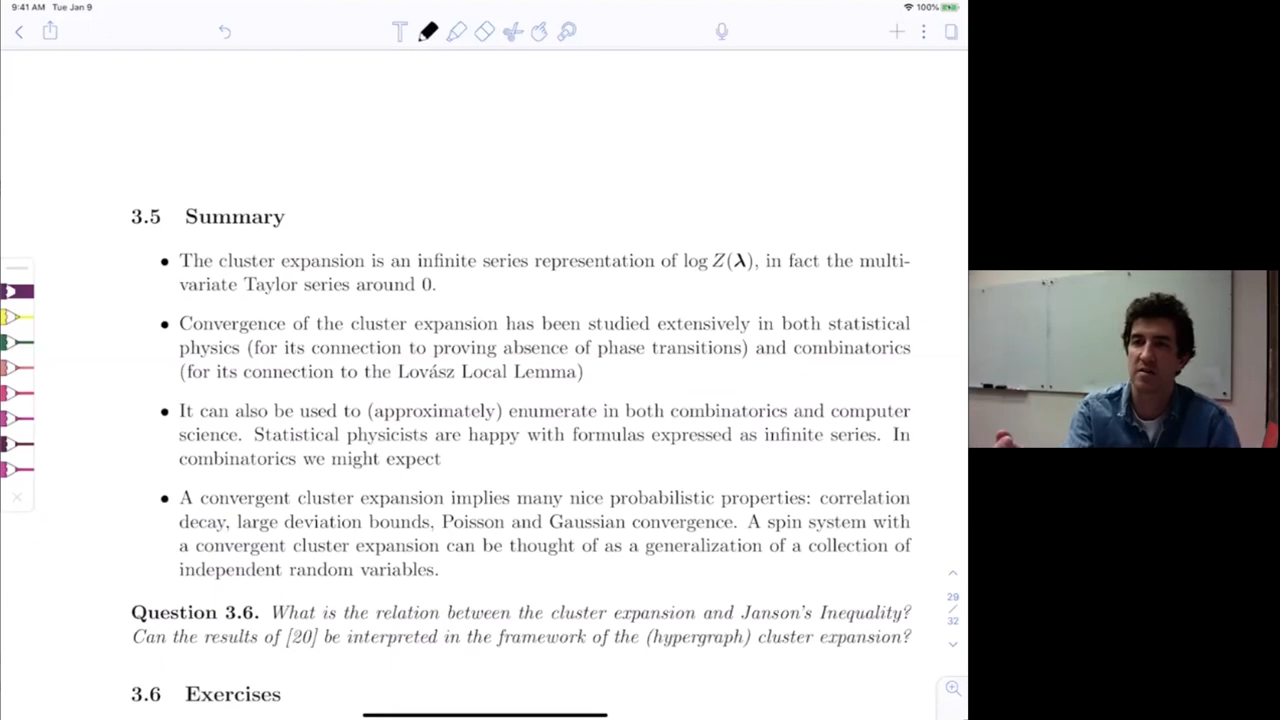 9:41 AM Tue Jan 9
100%
3.5 Summary
• The cluster expansion is an infinite series representation of log Z(λ), in fact the multi-
variate Taylor series around 0.
• Convergence of the cluster expansion has been studied extensively in both statistical
physics (for its connection to proving absence of phase transitions) and combinatorics
(for its connection to the Lovász Local Lemma)
• It can also be used to (approximately) enumerate in both combinatorics and computer
science. Statistical physicists are happy with formulas expressed as infinite series. In
combinatorics we might expect
• A convergent cluster expansion implies many nice probabilistic properties: correlation
decay, large deviation bounds, Poisson and Gaussian convergence. A spin system with
a convergent cluster expansion can be thought of as a generalization of a collection of
independent random variables.
29
/
32
Question 3.6. What is the relation between the cluster expansion and Janson's Inequality?
Can the results of [20] be interpreted in the framework of the (hypergraph) cluster expansion?
3.6 Exercises